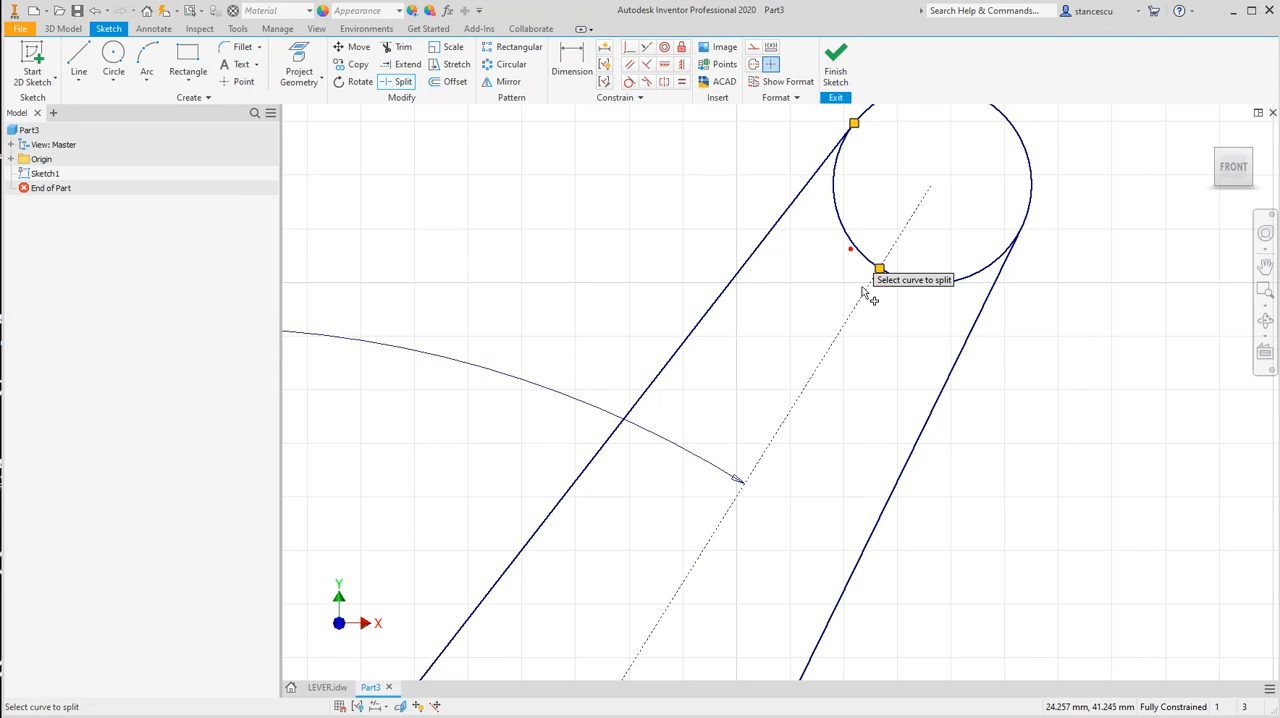 PRO Material Appearance fx Autodesk Inventor Professional 2020 Part3 Search Help & Commands... stancescu
File 3D Model Sketch Annotate Inspect Tools Manage View Environments Get Started Add-Ins Collaborate
Start 2D Sketch Line Circle Arc Rectangle Fillet Text Point Project Geometry Move Copy Rotate Trim Extend Split Scale Stretch Offset Rectangular Circular Mirror Dimension Image Points ACAD Show Format Finish Sketch
Sketch Create Modify Pattern Constrain Insert Format Exit
Model
Part3
View: Master
Origin
Sketch1
End of Part
FRONT
Select curve to split
Y
X
LEVER.idw Part3
Select curve to split 24.257 mm, 41.245 mm Fully Constrained 1 3